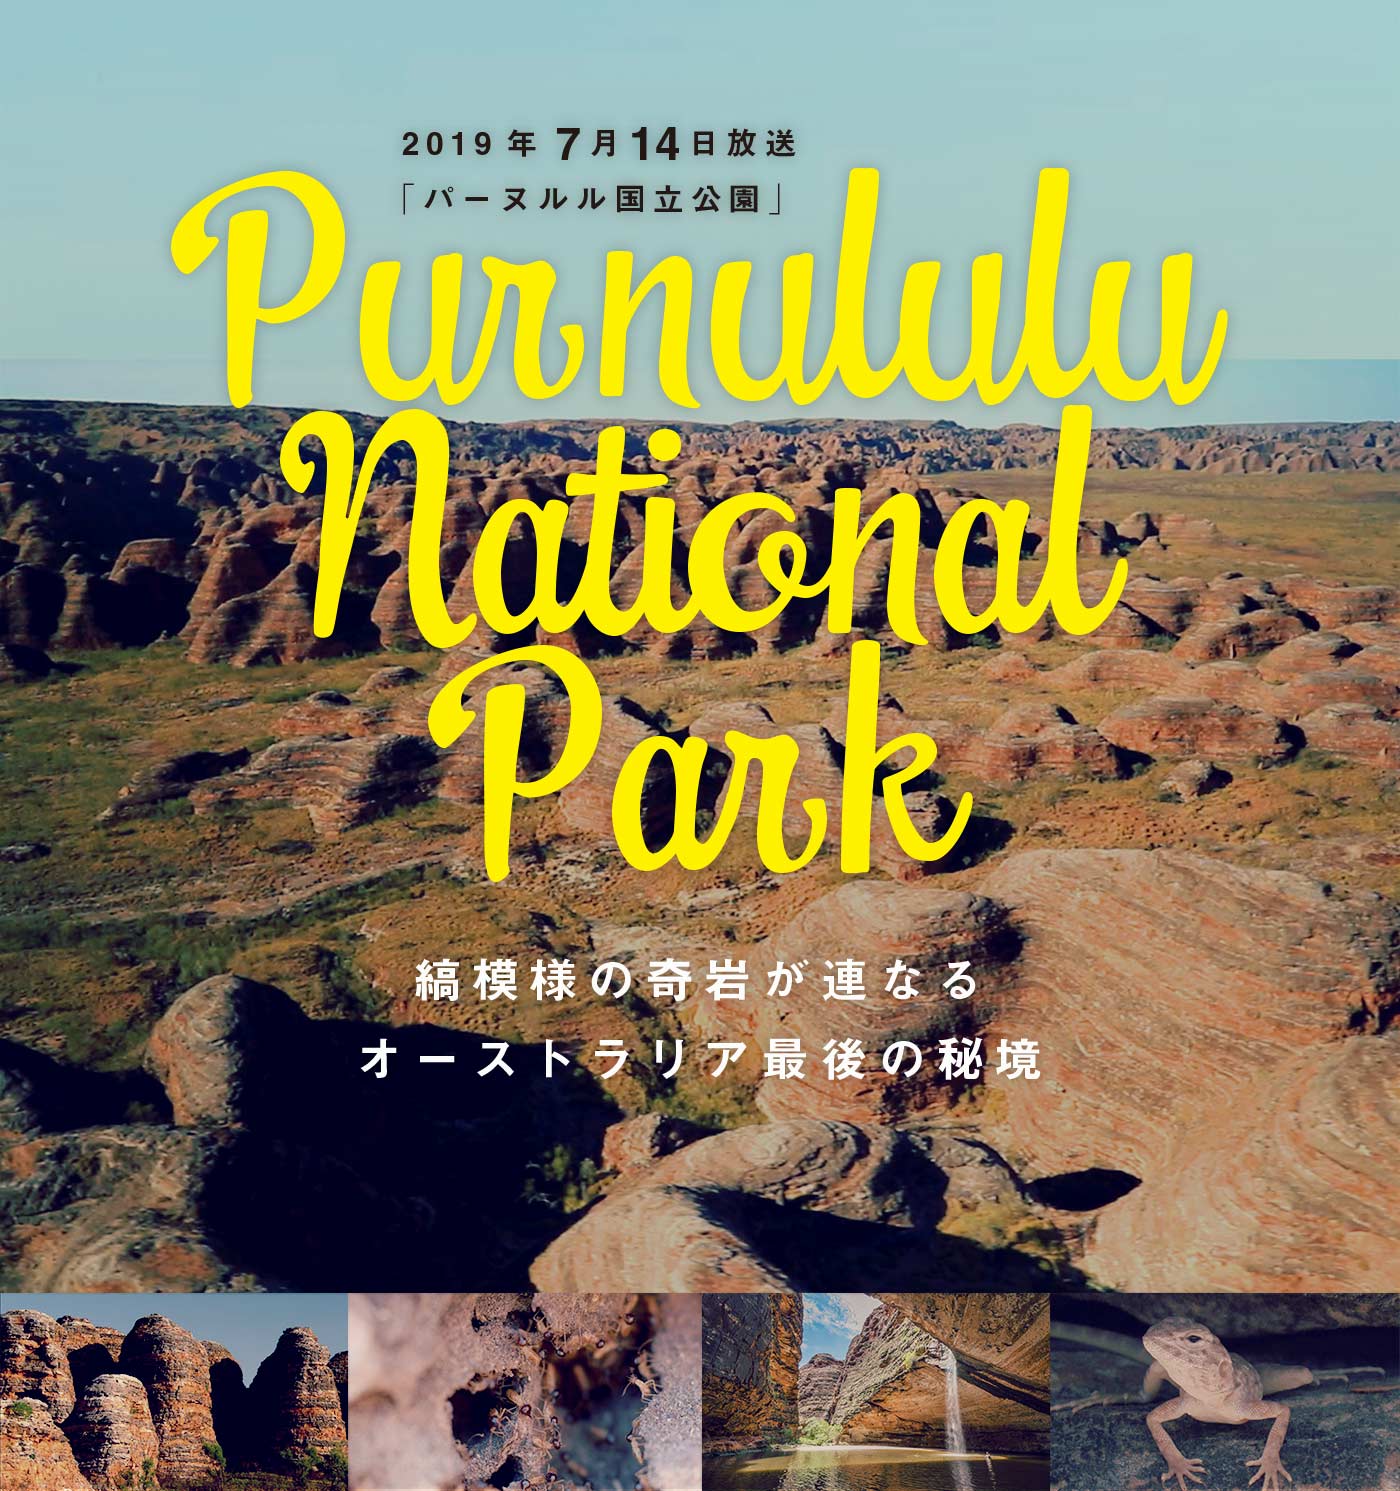 2019年 7月14日放送
「パーヌルル国立公園」
Purnululu
National
Park
縞模様の奇岩が連なる
オーストラリア最後の秘境